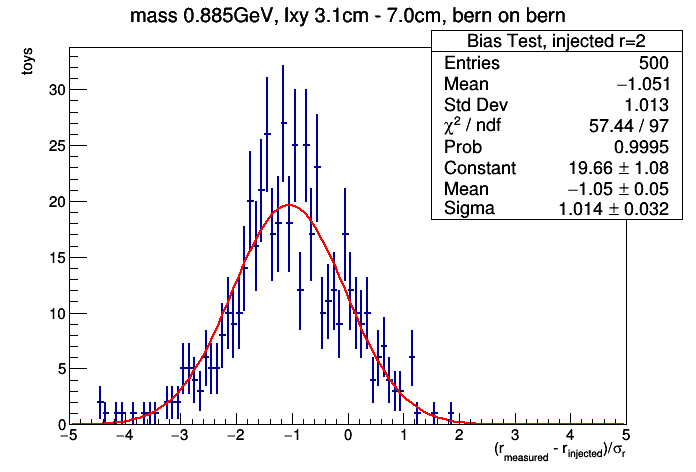 mass 0.885GeV, lxy 3.1cm - 7.0cm, bern on bern
Bias Test, injected r=2
Entries 500
Mean −1.051
Std Dev 1.013
χ² / ndf 57.44 / 97
Prob 0.9995
Constant 19.66 ± 1.08
Mean −1.05 ± 0.05
Sigma 1.014 ± 0.032
toys
30
25
20
15
10
5
0
−5 −4 −3 −2 −1 0 1 2 3 4 5
(r_measured - r_injected)/σ_r